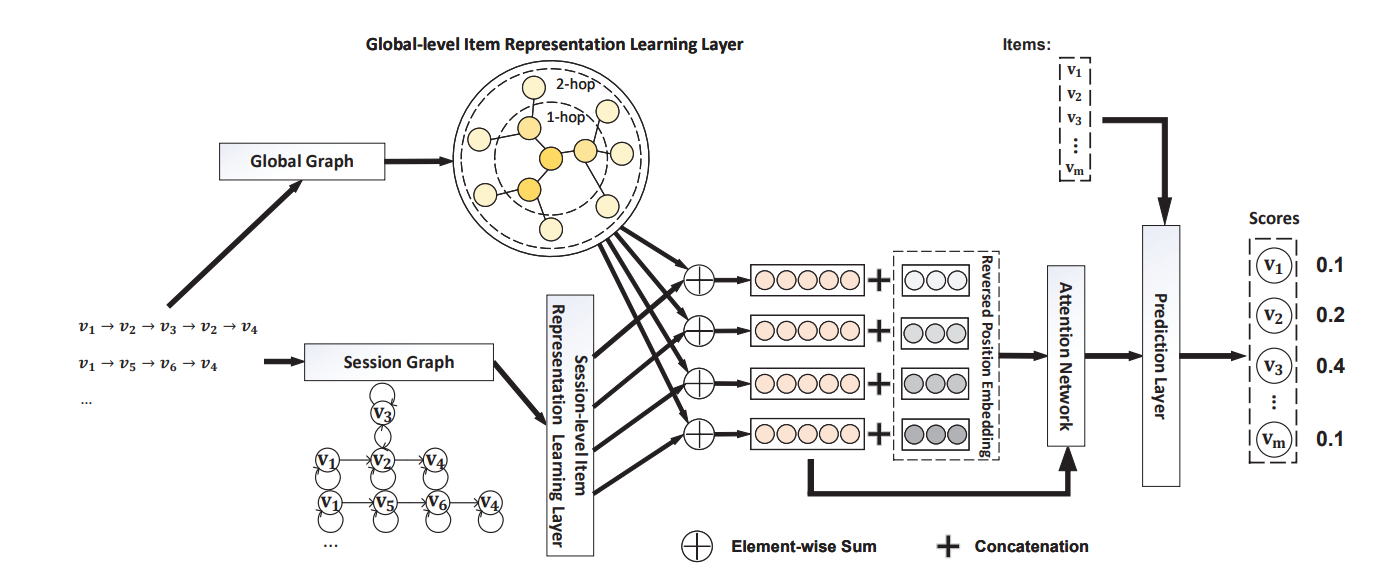 Global-level Item Representation Learning Layer
Items:
2-hop
1-hop
Global Graph
v1
v2
v3
...
vm
v1 → v2 → v3 → v2 → v4
v1 → v5 → v6 → v4
...
Session Graph
v3
v1 v2 v4
v1 v5 v6 v4
...
Session-level Item
Representation Learning Layer
Reversed Position Embedding
Attention Network
Prediction Layer
Scores
v1 0.1
v2 0.2
v3 0.4
...
vm 0.1
Element-wise Sum
Concatenation